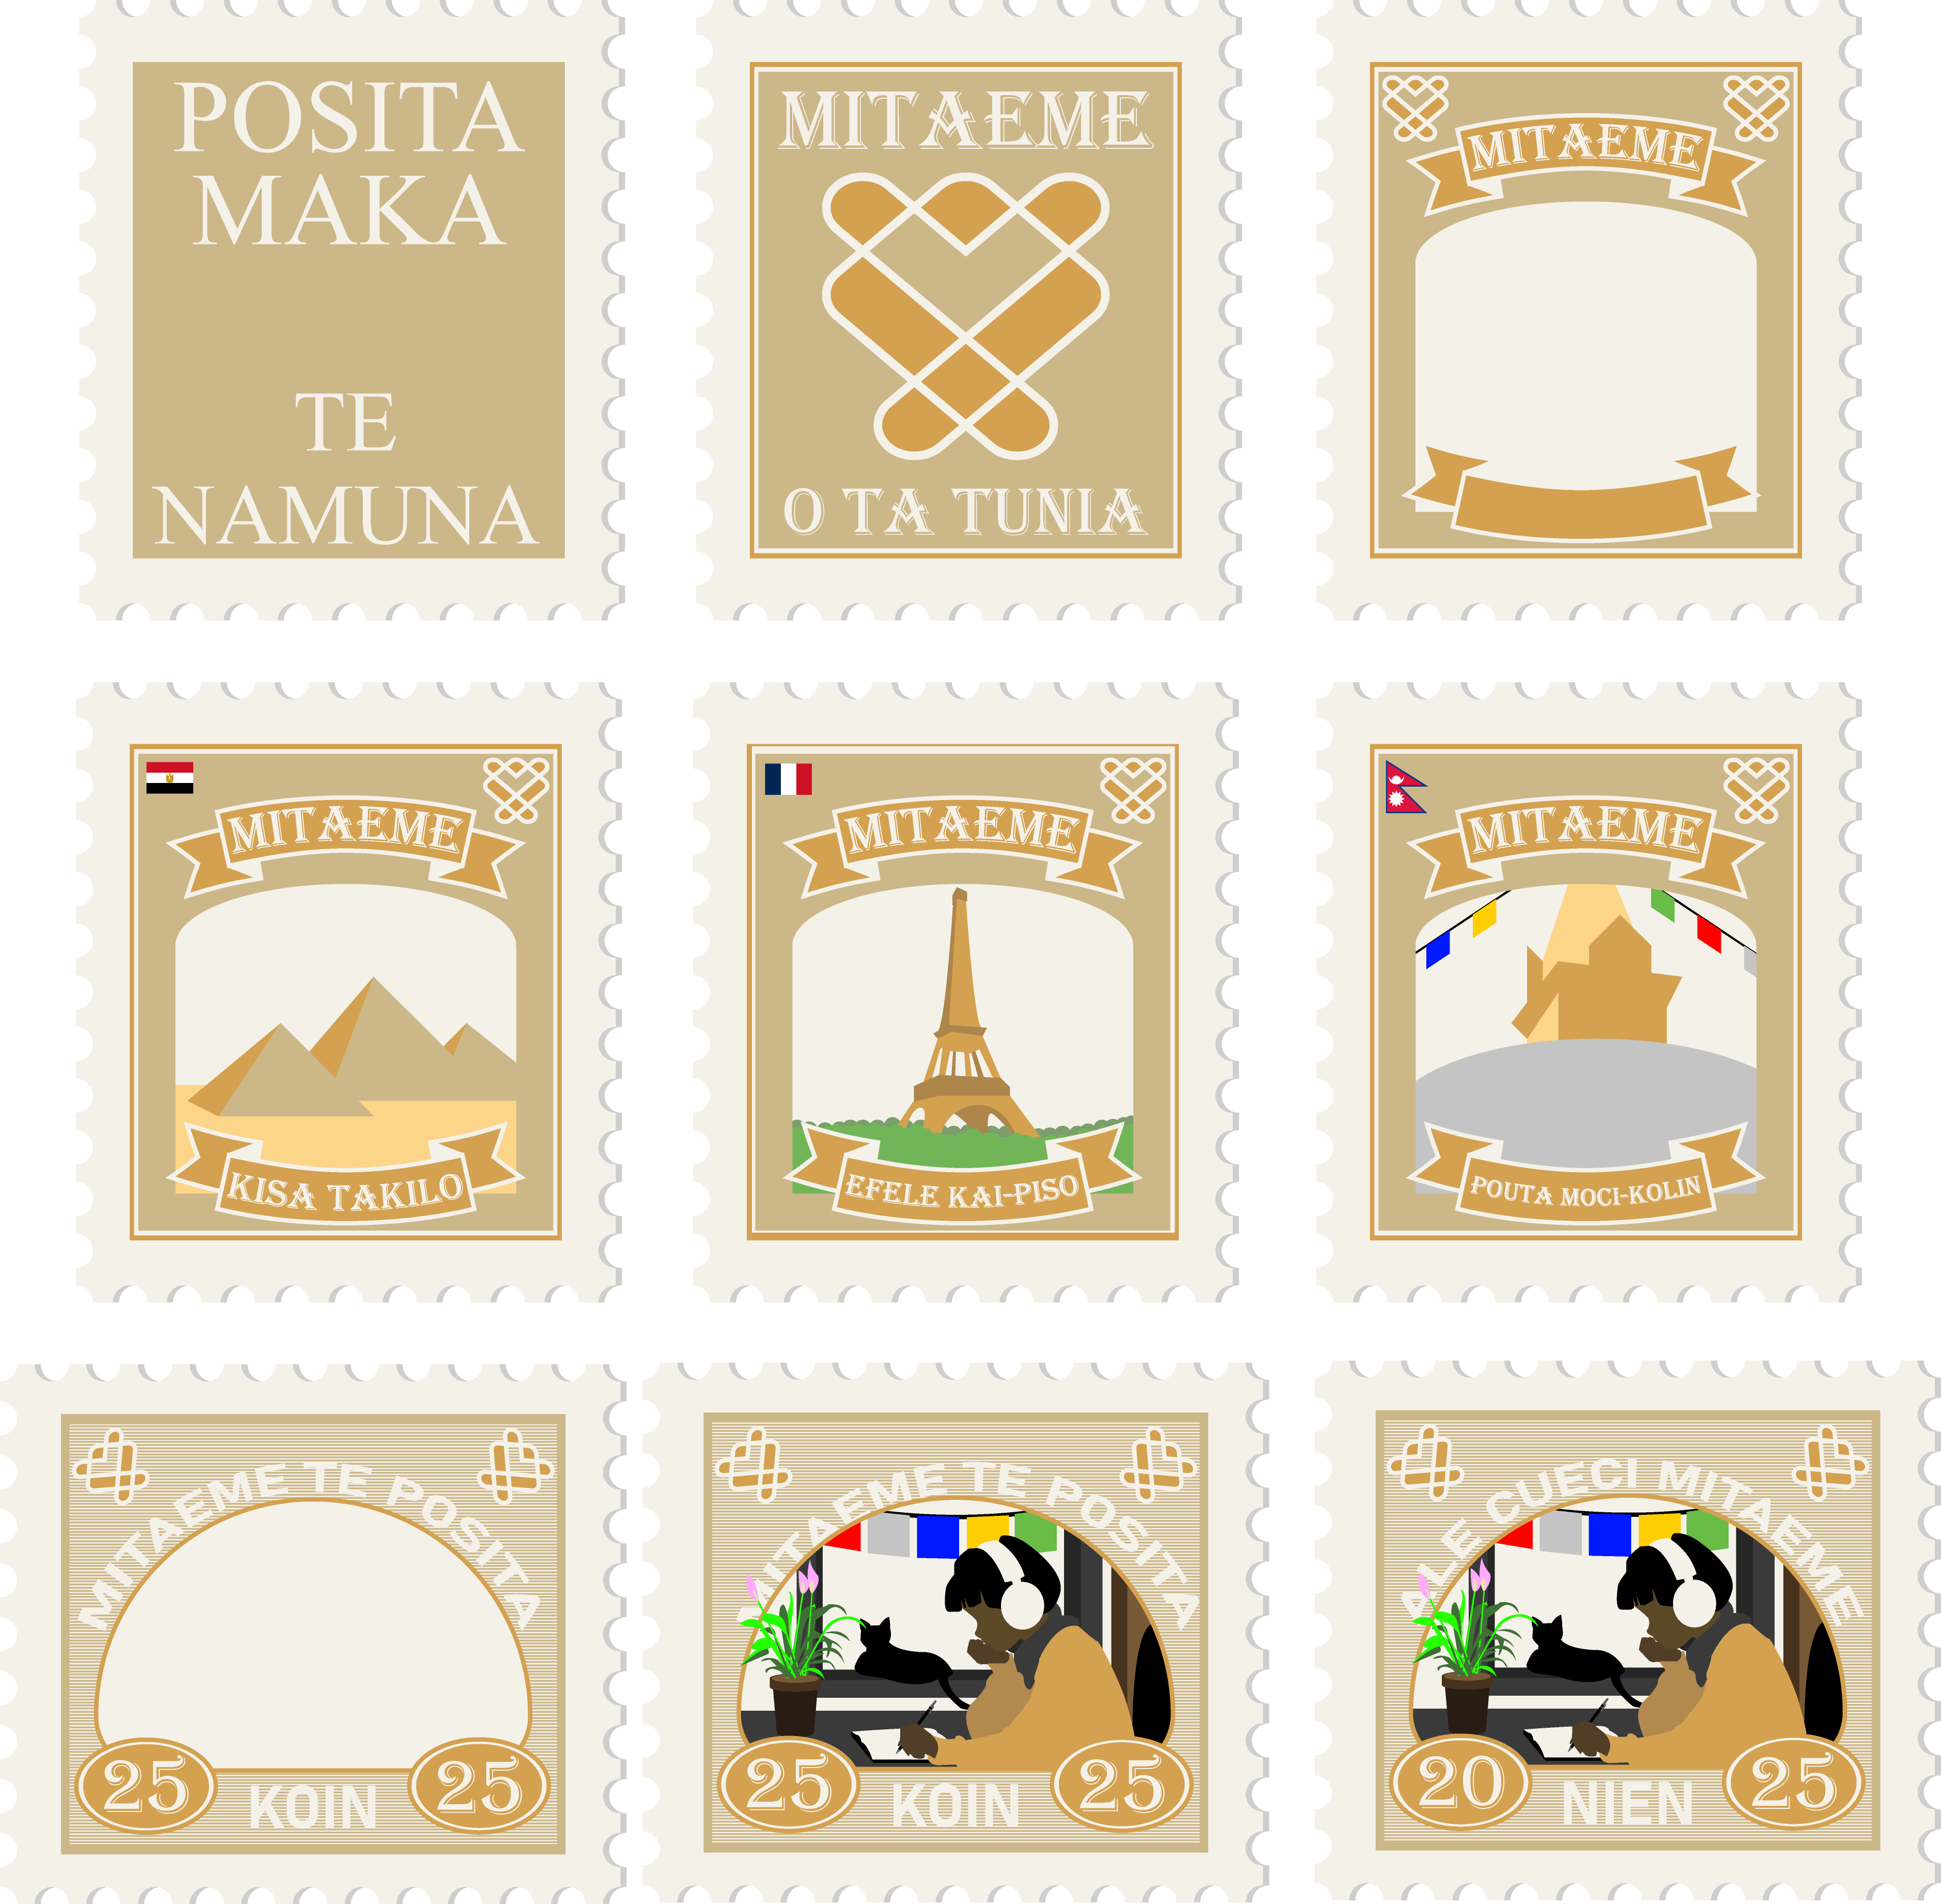 POSITA
MAKA
TE
NAMUNA
MITAEME
O TA TUNIA
MITAEME
MITAEME
KISA TAKILO
MITAEME
EFELE KAI-PISO
MITAEME
POUTA MOCI-KOLIN
MITAEME TE POSITA
25 KOIN 25
MITAEME TE POSITA
25 KOIN 25
ALE CUECI MITAEME
20 NIEN 25